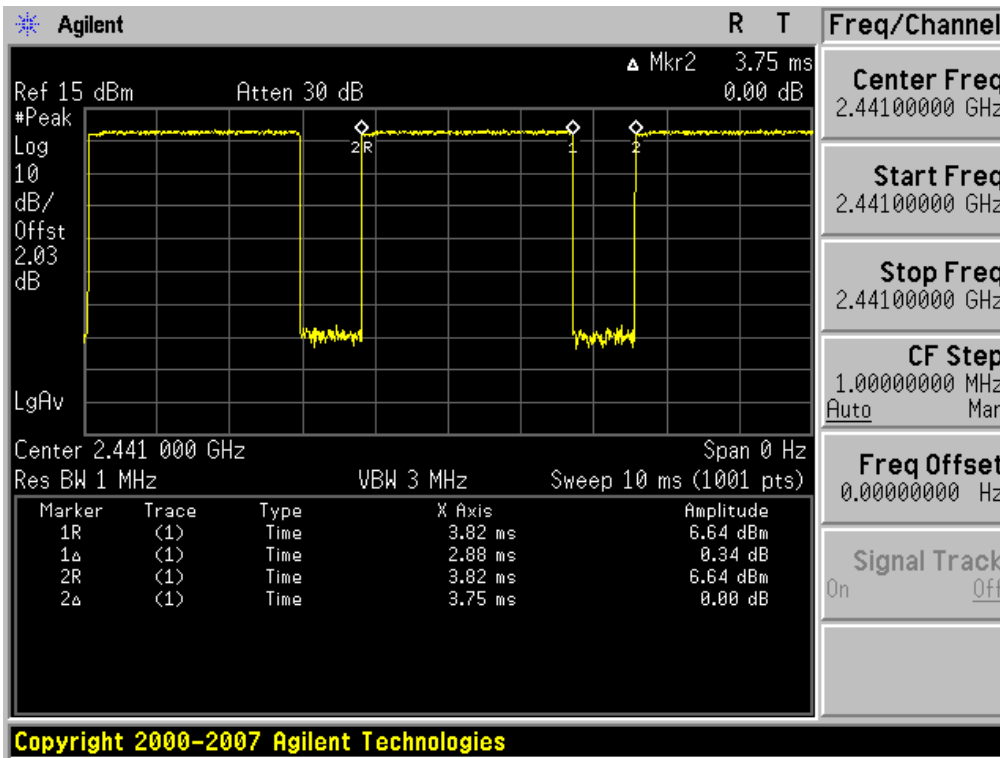 Agilent R T Freq/Channel
Δ Mkr2 3.75 ms
Ref 15 dBm Atten 30 dB 0.00 dB
#Peak
Log
10
dB/
Offst
2.03
dB
2R 1 2
LgAv
Center 2.441 000 GHz Span 0 Hz
Res BW 1 MHz VBW 3 MHz Sweep 10 ms (1001 pts)
Marker Trace Type X Axis Amplitude
1R (1) Time 3.82 ms 6.64 dBm
1Δ (1) Time 2.88 ms 0.34 dB
2R (1) Time 3.82 ms 6.64 dBm
2Δ (1) Time 3.75 ms 0.00 dB
Center Freq
2.44100000 GHz
Start Freq
2.44100000 GHz
Stop Freq
2.44100000 GHz
CF Step
1.00000000 MHz
Auto Man
Freq Offset
0.00000000 Hz
Signal Track
On Off
Copyright 2000-2007 Agilent Technologies